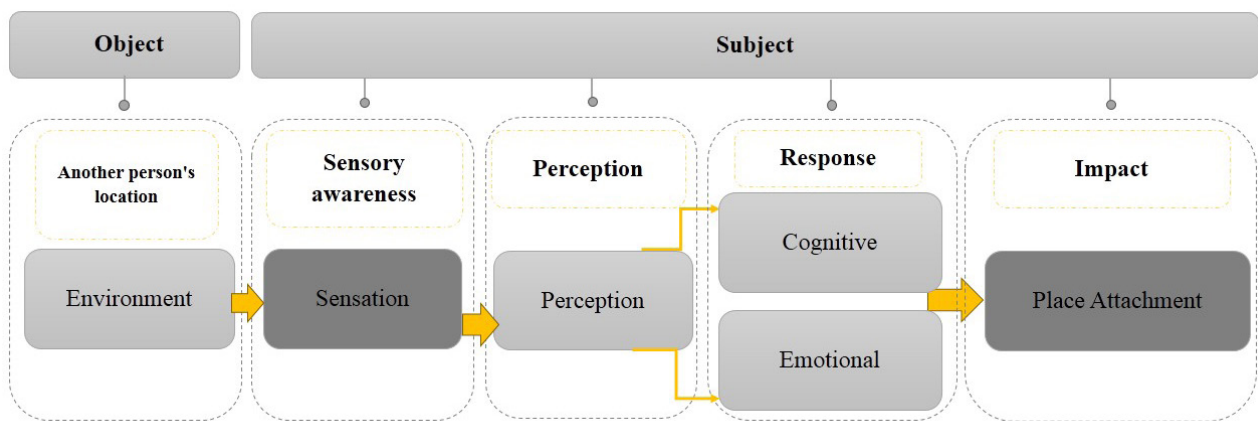 Object
Subject
Another person's
location
Sensory
awareness
Perception
Response
Impact
Environment
Sensation
Perception
Cognitive
Emotional
Place Attachment